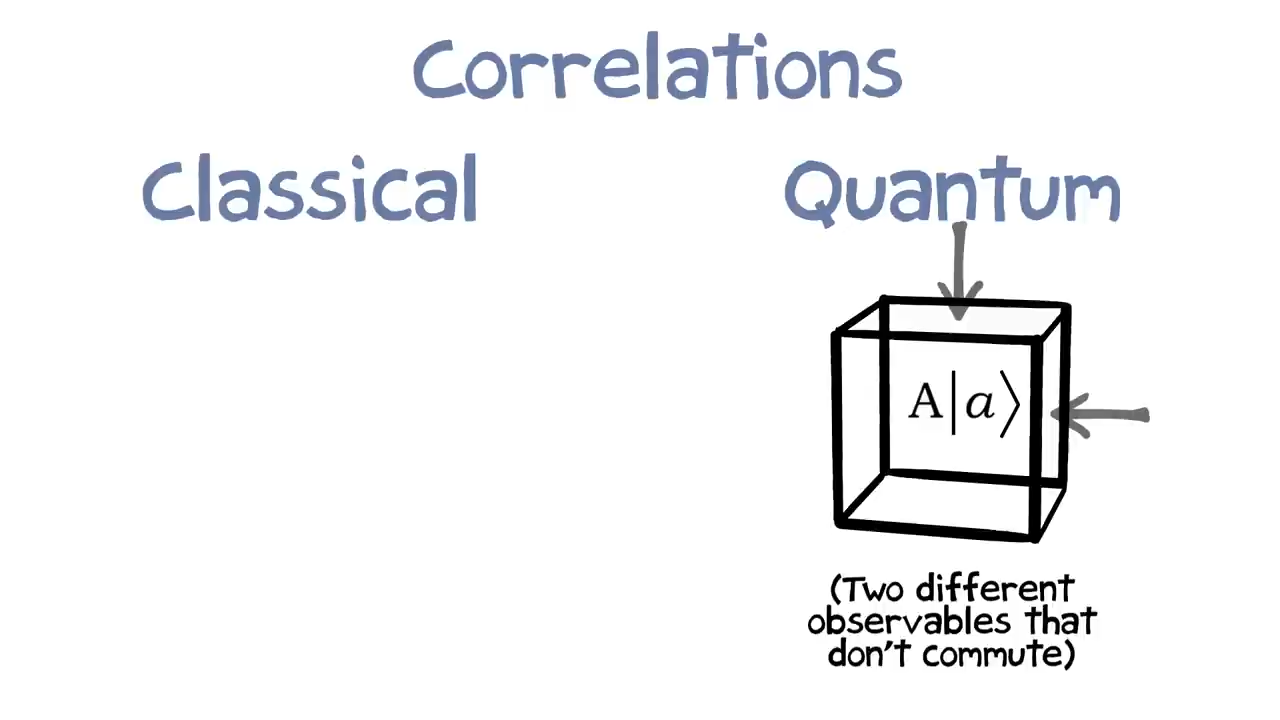 Correlations
Classical
Quantum
A|a⟩
(Two different
observables that
don't commute)